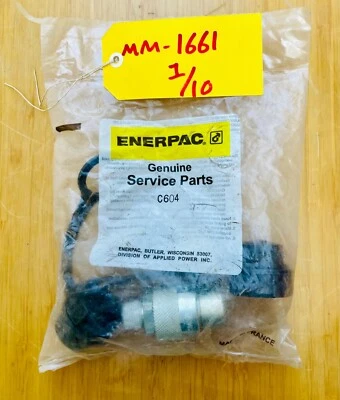 MM-1661
1/10
ENERPAC
Genuine
Service Parts
C604
ENERPAC, BUTLER, WISCONSIN 53007,
DIVISION OF APPLIED POWER INC.